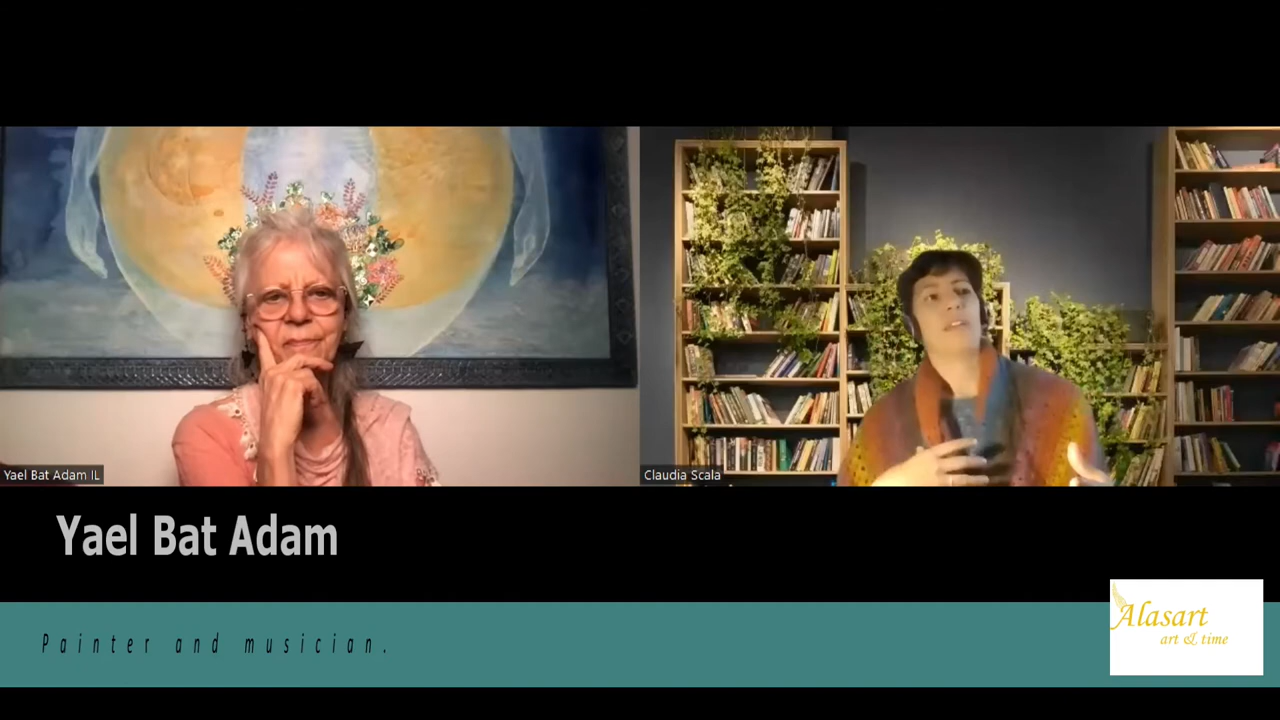 Yael Bat Adam IL
Claudia Scala
Yael Bat Adam
Painter and musician.
Alasart
art & time